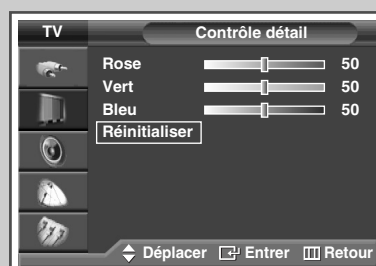 TV
Contrôle détail
Rose 50
Vert 50
Bleu 50
Réinitialiser
Déplacer Entrer Retour